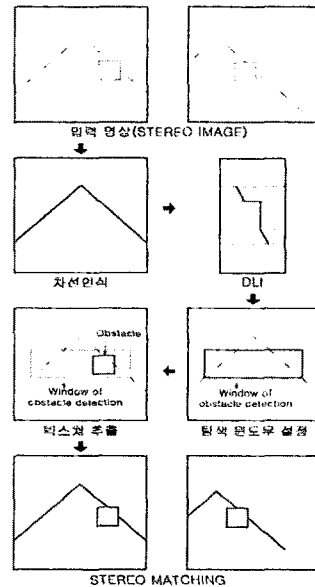 입력 영상(STEREO IMAGE)
차선인식
DLI
Obstacle
Window of
obstacle detection
텍스쳐 추출
Window of
obstacle detection
탐색 윈도우 설정
STEREO MATCHING